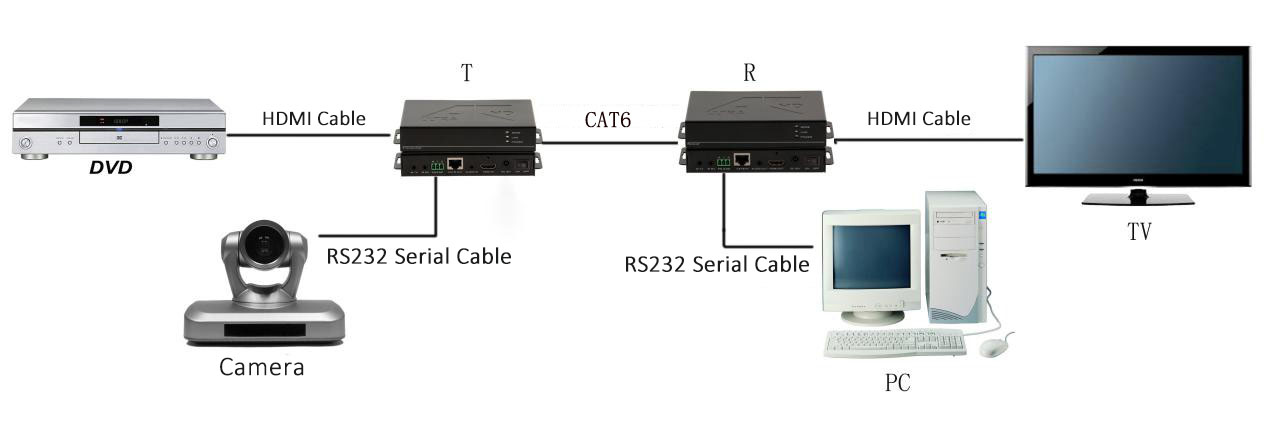 T
R
HDMI Cable
CAT6
HDMI Cable
DVD
TV
RS232 Serial Cable
RS232 Serial Cable
Camera
PC